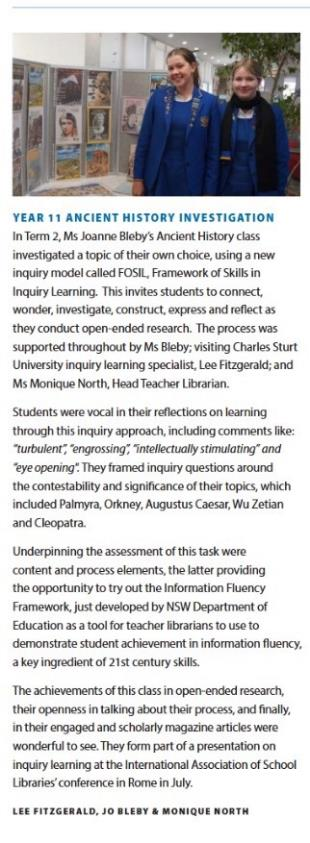 YEAR 11 ANCIENT HISTORY INVESTIGATION
In Term 2, Ms Joanne Bleby's Ancient History class
investigated a topic of their own choice, using a new
inquiry model called FOSIL, Framework of Skills in
Inquiry Learning. This invites students to connect,
wonder, investigate, construct, express and reflect as
they conduct open-ended research. The process was
supported throughout by Ms Bleby; visiting Charles Sturt
University inquiry learning specialist, Lee Fitzgerald; and
Ms Monique North, Head Teacher Librarian.
Students were vocal in their reflections on learning
through this inquiry approach, including comments like:
"turbulent", "engrossing", "intellectually stimulating" and
"eye opening". They framed inquiry questions around
the contestability and significance of their topics, which
included Palmyra, Orkney, Augustus Caesar, Wu Zetian
and Cleopatra.
Underpinning the assessment of this task were
content and process elements, the latter providing
the opportunity to try out the Information Fluency
Framework, just developed by NSW Department of
Education as a tool for teacher librarians to use to
demonstrate student achievement in information fluency,
a key ingredient of 21st century skills.
The achievements of this class in open-ended research,
their openness in talking about their process, and finally,
in their engaged and scholarly magazine articles were
wonderful to see. They form part of a presentation on
inquiry learning at the International Association of School
Libraries' conference in Rome in July.
LEE FITZGERALD, JO BLEBY & MONIQUE NORTH